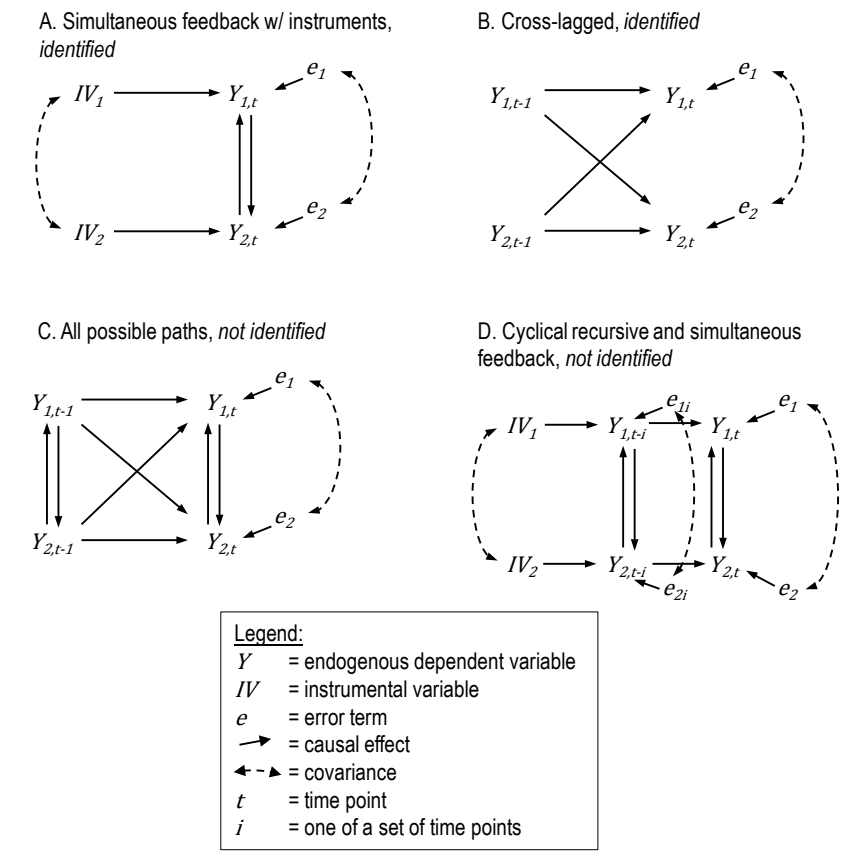 A. Simultaneous feedback w/ instruments,
identified
B. Cross-lagged, identified
IV1
Y1,t
e1
IV2
Y2,t
e2
Y1,t-1
Y1,t
e1
Y2,t-1
Y2,t
e2
C. All possible paths, not identified
D. Cyclical recursive and simultaneous
feedback, not identified
Y1,t-1
Y1,t
e1
Y2,t-1
Y2,t
e2
IV1
Y1,t-i
e1i
Y1,t
e1
IV2
Y2,t-i
e2i
Y2,t
e2
Legend:
Y = endogenous dependent variable
IV = instrumental variable
e = error term
= causal effect
= covariance
t = time point
i = one of a set of time points